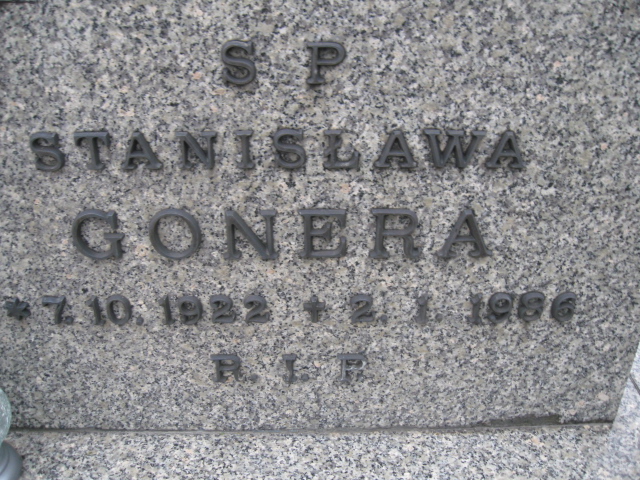 S P
STANISŁAWA
GONERA
* 7. 10. 1922 + 2. 1. 1986
R. I. P